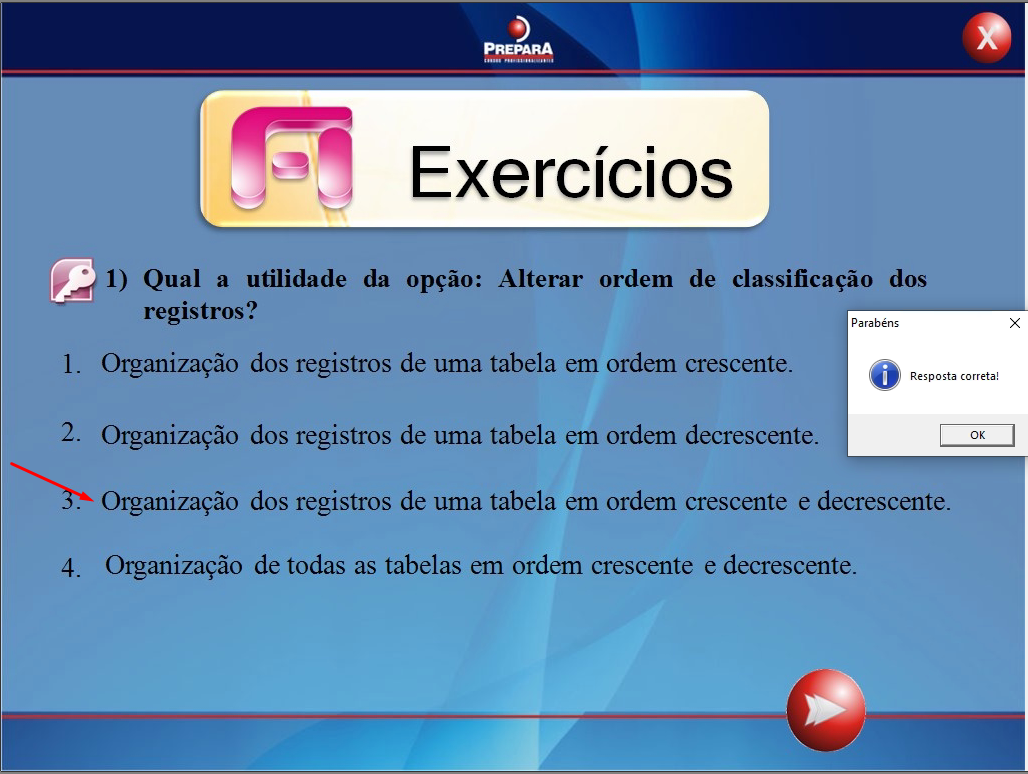 PREPARA
CURSOS PROFISSIONALIZANTES
X
Exercícios
1) Qual a utilidade da opção: Alterar ordem de classificação dos
registros?
Parabéns
Resposta correta!
OK
1. Organização dos registros de uma tabela em ordem crescente.
2. Organização dos registros de uma tabela em ordem decrescente.
3. Organização dos registros de uma tabela em ordem crescente e decrescente.
4. Organização de todas as tabelas em ordem crescente e decrescente.